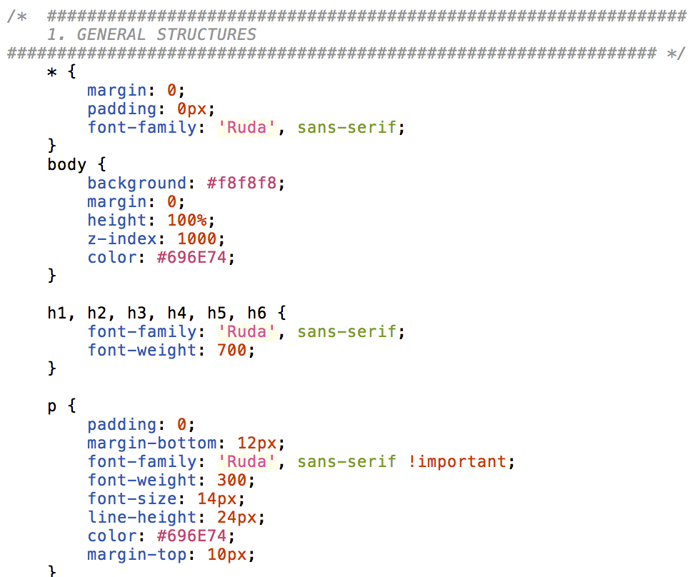 /*  ################################################################
    1. GENERAL STRUCTURES
################################################################# */
    * {
        margin: 0;
        padding: 0px;
        font-family: 'Ruda', sans-serif;
    }
    body {
        background: #f8f8f8;
        margin: 0;
        height: 100%;
        z-index: 1000;
        color: #696E74;
    }

    h1, h2, h3, h4, h5, h6 {
        font-family: 'Ruda', sans-serif;
        font-weight: 700;
    }

    p {
        padding: 0;
        margin-bottom: 12px;
        font-family: 'Ruda', sans-serif !important;
        font-weight: 300;
        font-size: 14px;
        line-height: 24px;
        color: #696E74;
        margin-top: 10px;
    }